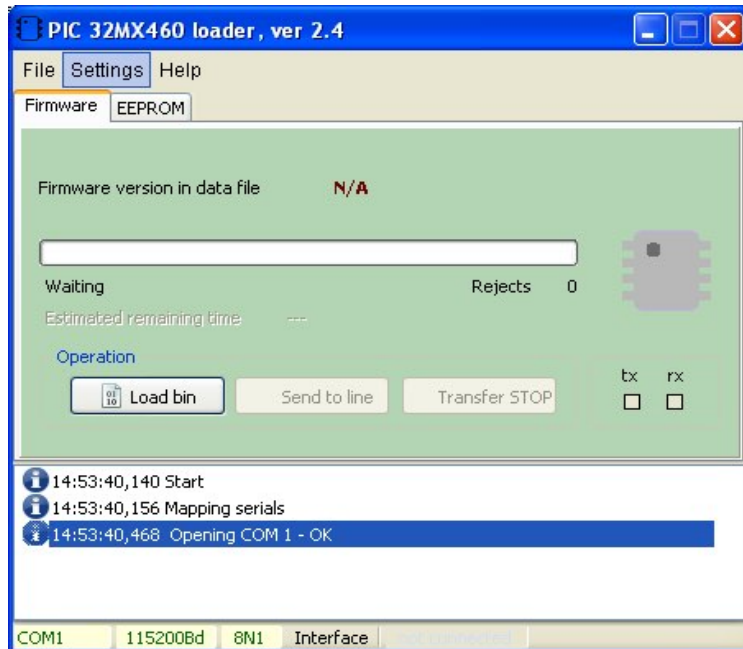 PIC 32MX460 loader, ver 2.4
File Settings Help
Firmware EEPROM
Firmware version in data file N/A
Waiting Rejects 0
Estimated remaining time ---
Operation
Load bin Send to line Transfer STOP tx rx
14:53:40,140 Start
14:53:40,156 Mapping serials
14:53:40,468 Opening COM 1 - OK
COM1 115200Bd 8N1 Interface not connected